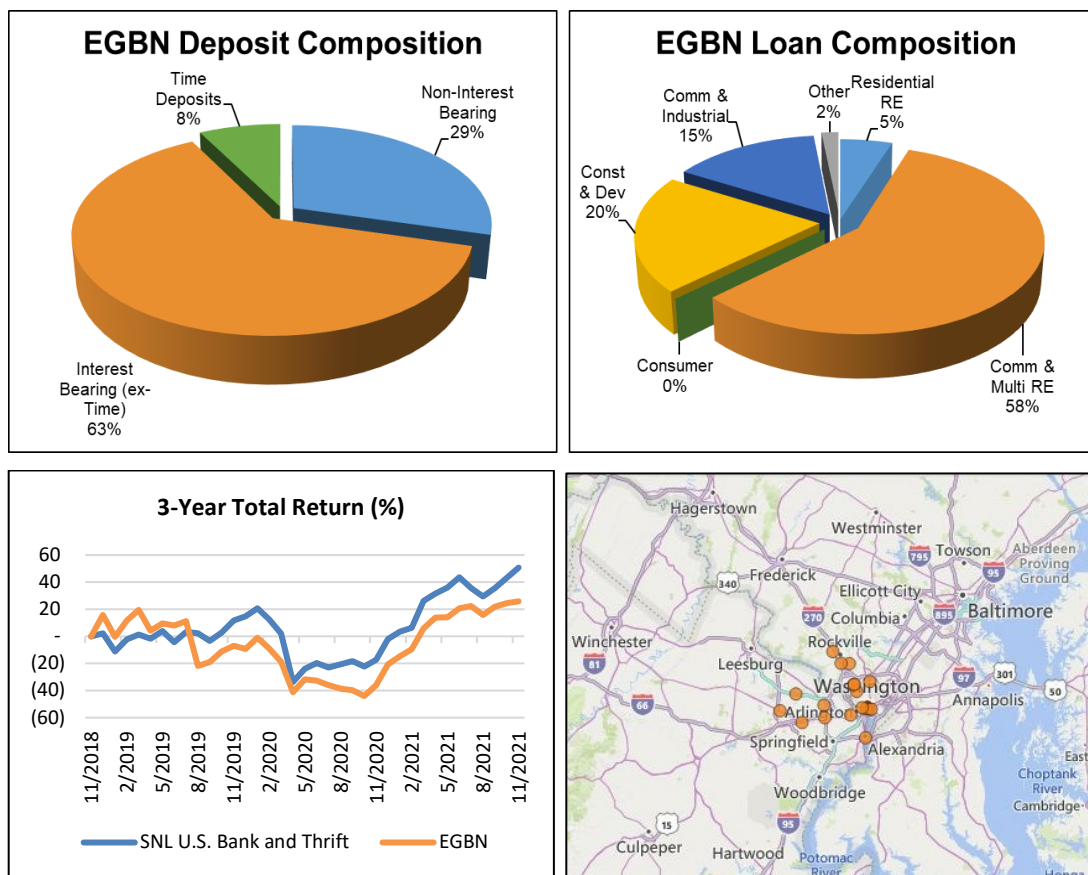 EGBN Deposit Composition
Time
Deposits
8%
Non-Interest
Bearing
29%
Interest
Bearing (ex-
Time)
63%
EGBN Loan Composition
Comm &
Industrial
15%
Other
2%
Residential
RE
5%
Const
& Dev
20%
Consumer
0%
Comm &
Multi RE
58%
3-Year Total Return (%)
60
40
20
-
(20)
(40)
(60)
11/2018
2/2019
5/2019
8/2019
11/2019
2/2020
5/2020
8/2020
11/2020
2/2021
5/2021
8/2021
11/2021
SNL U.S. Bank and Thrift
EGBN
Hagerstown
Westminster
795
Towson
95
Aberdeen
Proving
Ground
Frederick
340
Ellicott City
270
Columbia
895
Baltimore
Winchester
81
Leesburg
Rockville
97
301
50
Washington
Annapolis
66
Arlington
Springfield
Alexandria
East
Woodbridge
Choptank
River
Cambridge
15
95
Culpeper
Hartwood
Potomac
River